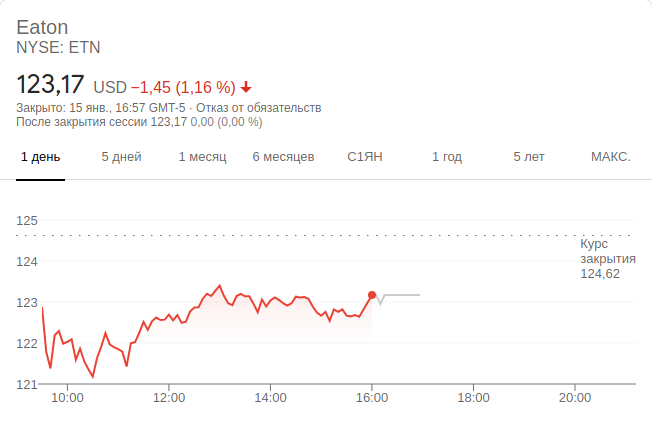 Eaton
NYSE: ETN
123,17 USD −1,45 (1,16 %)
Закрыто: 15 янв., 16:57 GMT-5 · Отказ от обязательств
После закрытия сессии 123,17 0,00 (0,00 %)
1 день 5 дней 1 месяц 6 месяцев С1ЯН 1 год 5 лет МАКС.
125
Курс
закрытия
124,62
124
123
122
121
10:00 12:00 14:00 16:00 18:00 20:00